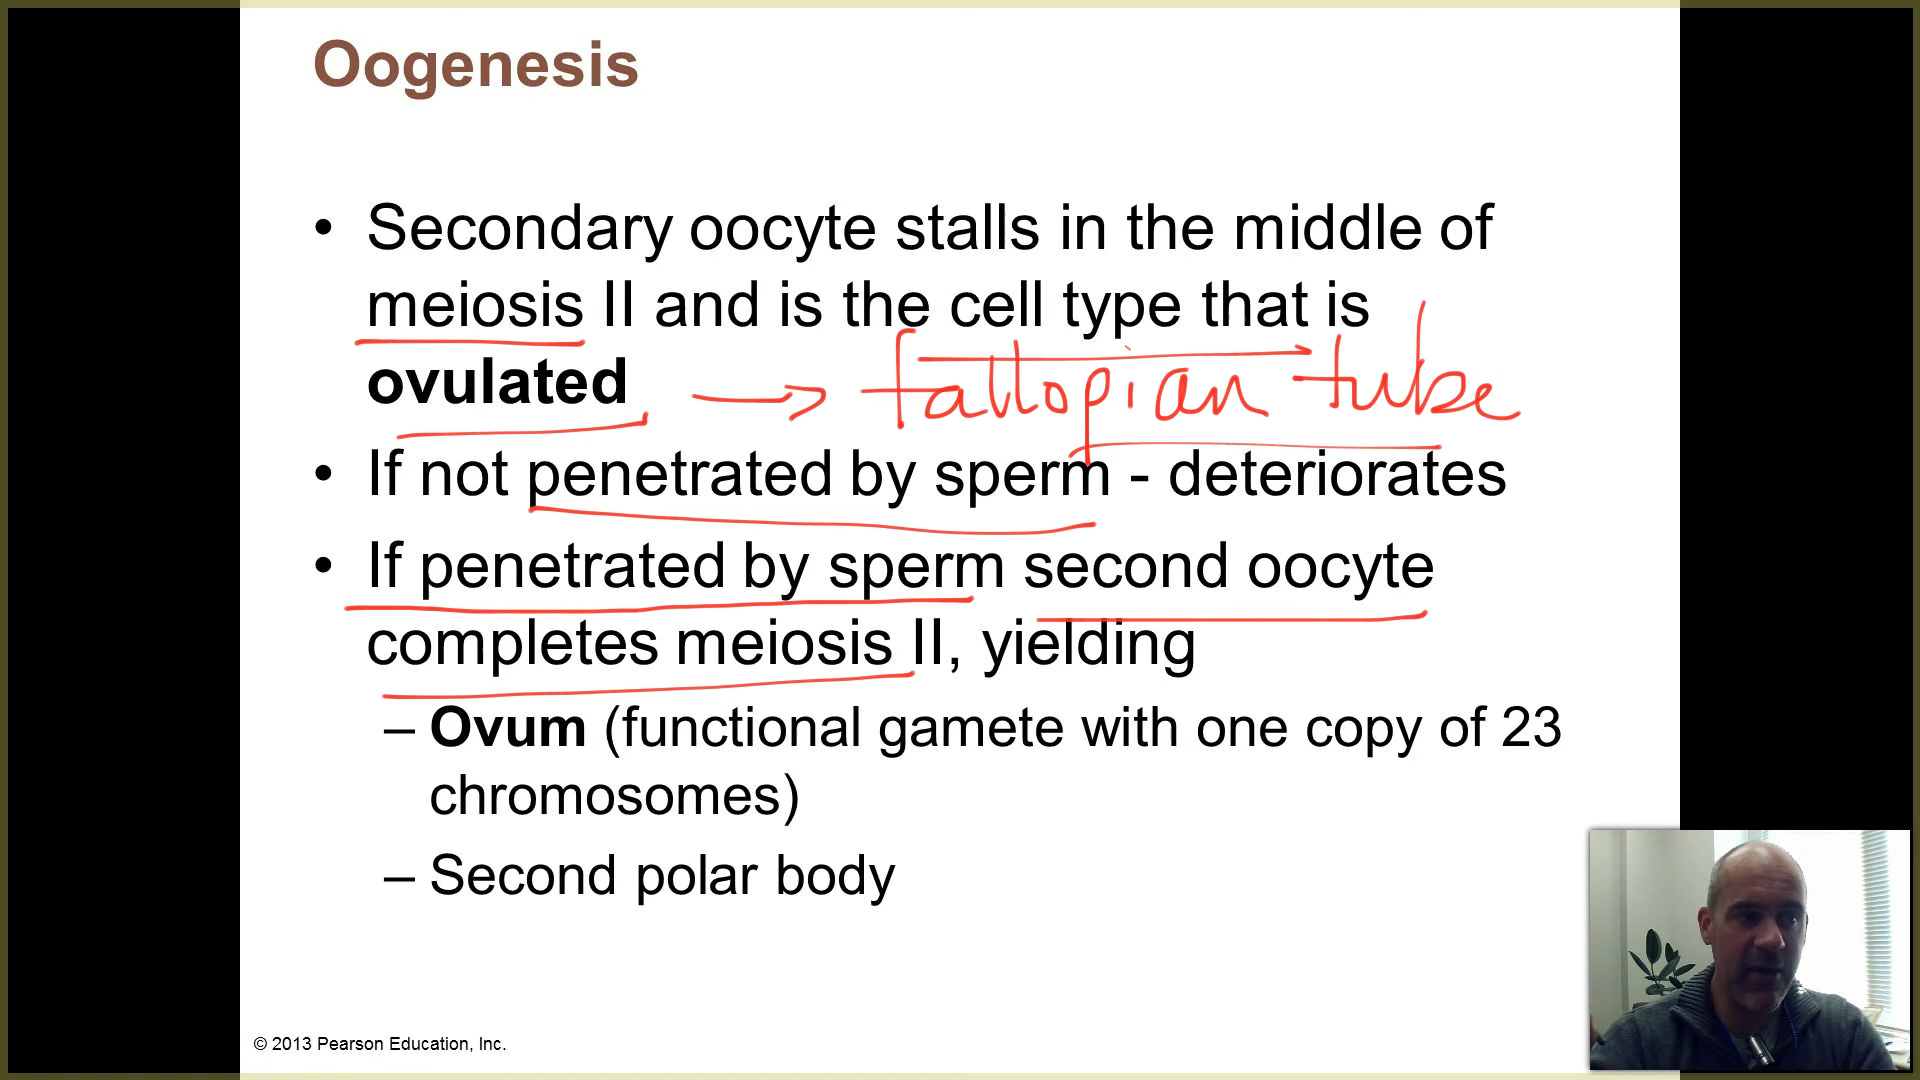 Oogenesis
• Secondary oocyte stalls in the middle of
meiosis II and is the cell type that is
ovulated → fallopian tube
• If not penetrated by sperm - deteriorates
• If penetrated by sperm second oocyte
completes meiosis II, yielding
– Ovum (functional gamete with one copy of 23
chromosomes)
– Second polar body
© 2013 Pearson Education, Inc.